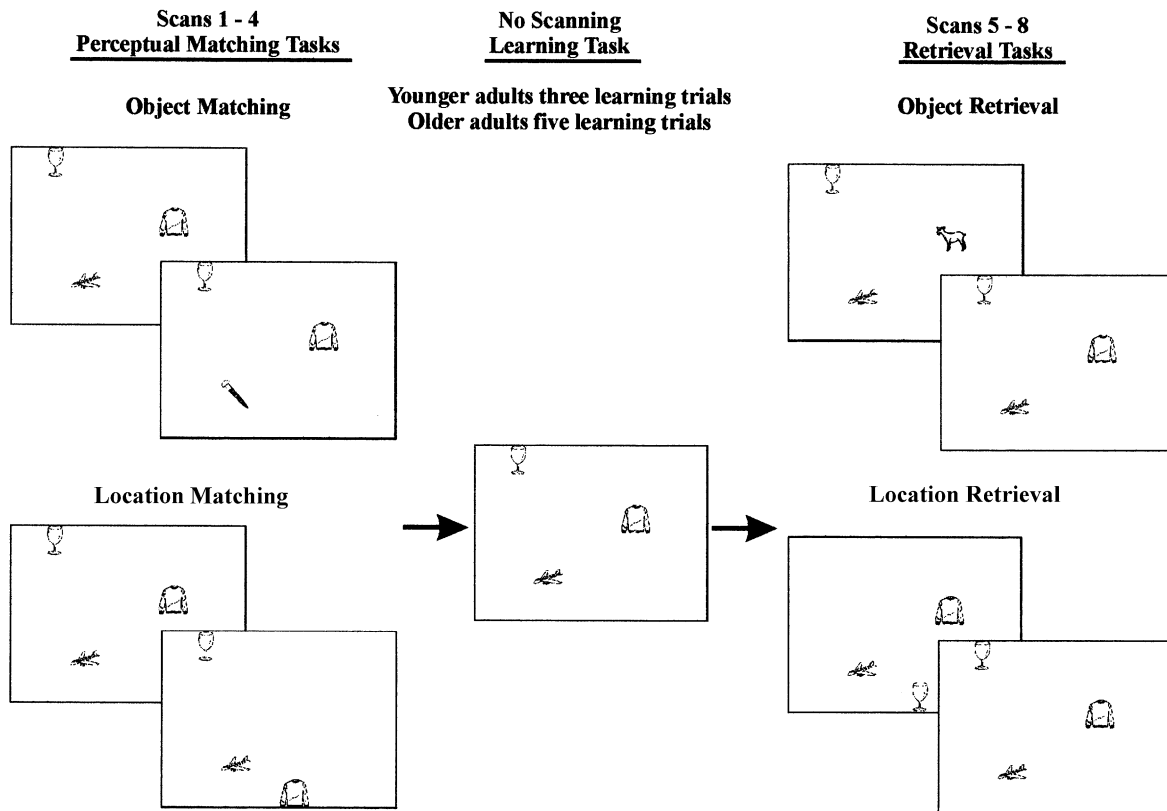 Scans 1 - 4
Perceptual Matching Tasks
Object Matching
Location Matching
No Scanning
Learning Task
Younger adults three learning trials
Older adults five learning trials
Scans 5 - 8
Retrieval Tasks
Object Retrieval
Location Retrieval